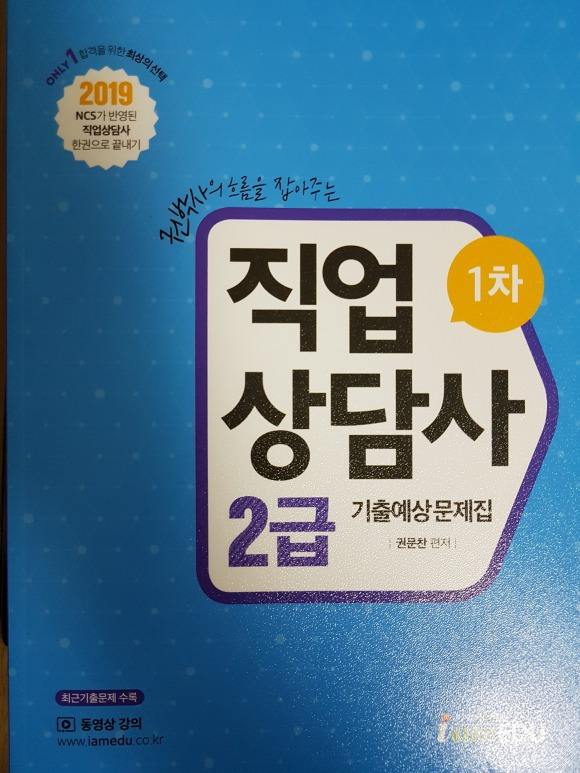 ONLY 1 합격을 위한 최상의 선택
2019
NCS가 반영된
직업상담사
한권으로 끝내기
권박사의 흐름을 잡아주는
직업
1차
상담사
2급
기출예상문제집
| 권문찬 편저 |
최근기출문제 수록
동영상 강의
www.iamedu.co.kr
iamEDU